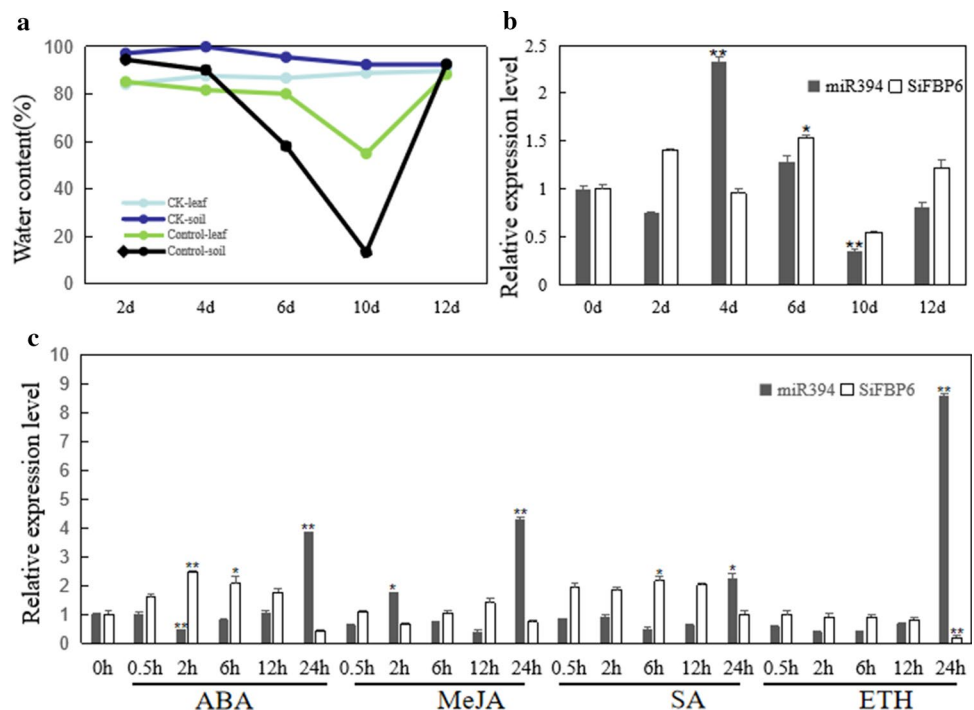 a
100
80
60
40
20
0
Water content(%)
CK-leaf
CK-soil
Control-leaf
Control-soil
2d 4d 6d 10d 12d
b
2.5
2
1.5
1
0.5
0
Relative expression level
miR394 SiFBP6
**
*
**
0d 2d 4d 6d 10d 12d
c
10
9
8
7
6
5
4
3
2
1
0
Relative expression level
miR394 SiFBP6
**
**
*
**
*
**
*
*
**
**
0h 0.5h 2h 6h 12h 24h 0.5h 2h 6h 12h 24h 0.5h 2h 6h 12h 24h 0.5h 2h 6h 12h 24h
ABA MeJA SA ETH